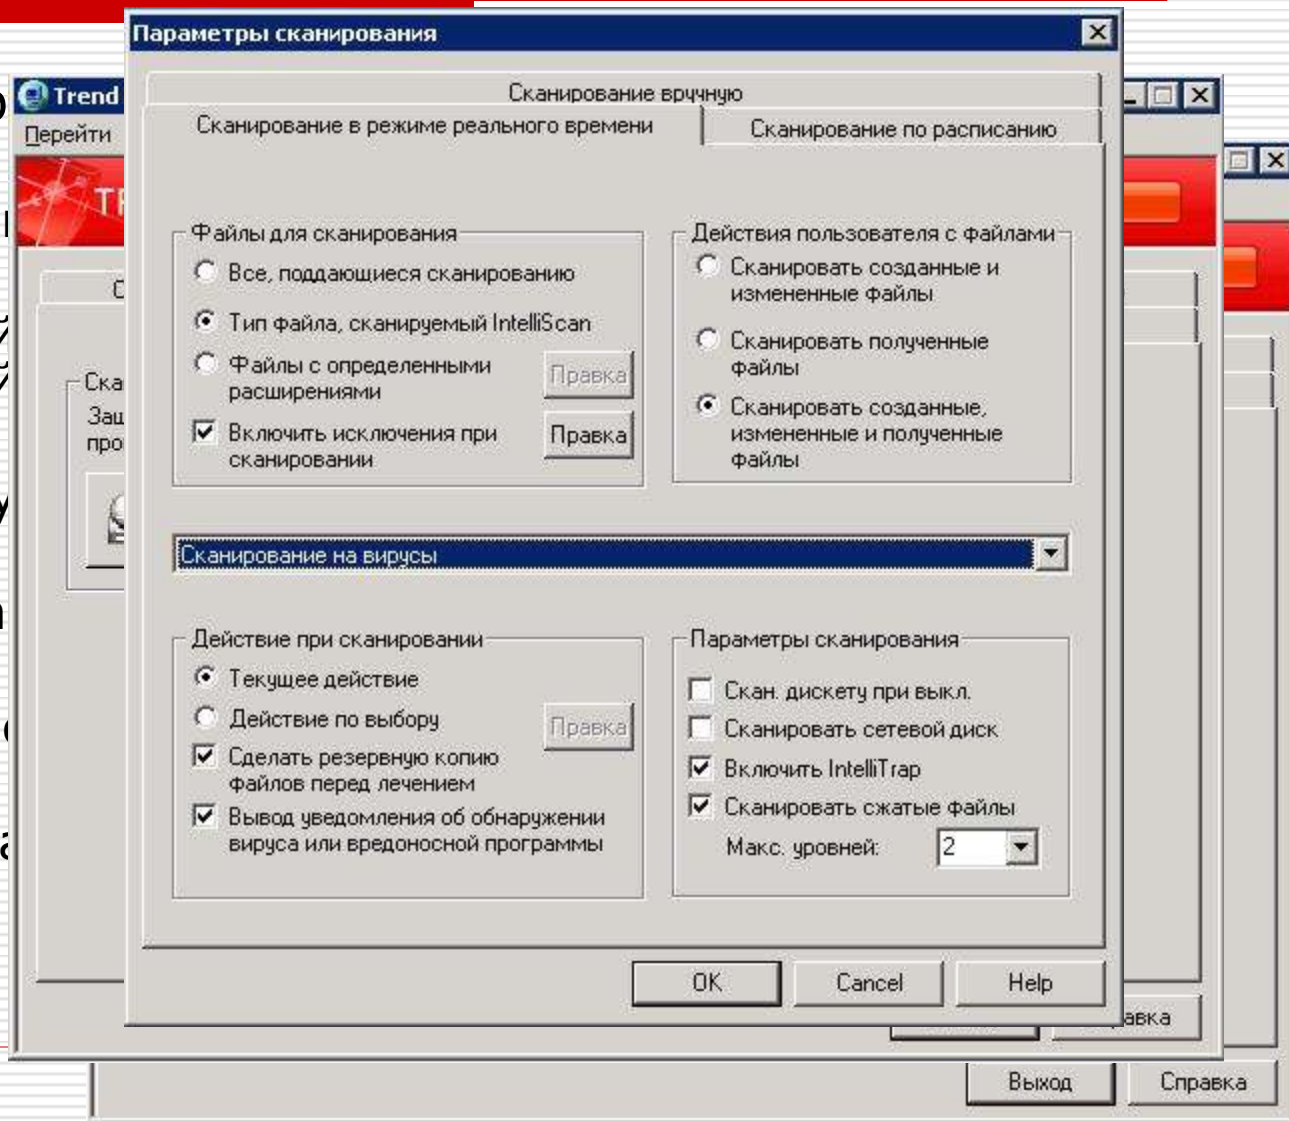 Параметры сканирования
Сканирование вручную
Сканирование в режиме реального времени
Сканирование по расписанию
Trend
Перейти
Файлы для сканирования
Все, поддающиеся сканированию
Тип файла, сканируемый IntelliScan
Файлы с определенными
расширениями
Правка
Включить исключения при
сканировании
Правка
Действия пользователя с файлами
Сканировать созданные и
измененные файлы
Сканировать полученные
файлы
Сканировать созданные,
измененные и полученные
файлы
Сканирование на вирусы
Действие при сканировании
Текущее действие
Действие по выбору
Правка
Сделать резервную копию
файлов перед лечением
Вывод уведомления об обнаружении
вируса или вредоносной программы
Параметры сканирования
Скан. дискету при выкл.
Сканировать сетевой диск
Включить IntelliTrap
Сканировать сжатые файлы
Макс. уровней:
2
OK
Cancel
Help
Выход
Справка